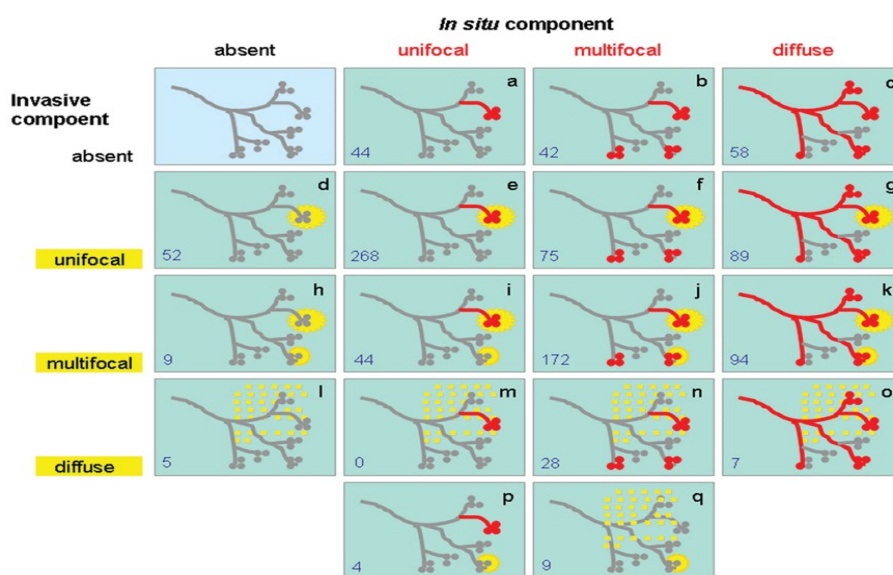 In situ component
absent unifocal multifocal diffuse
Invasive
compoent
absent
a
44
b
42
c
58
unifocal
d
52
e
268
f
75
g
89
multifocal
h
9
i
44
j
172
k
94
diffuse
l
5
m
0
n
28
o
7
p
4
q
9